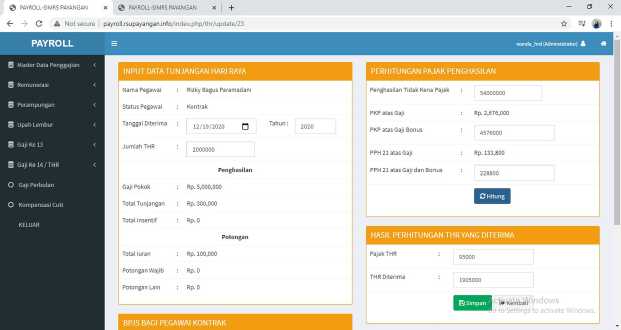 PAYROLL-SIMRS PAYANGAN
PAYROLL-SIMRS PAYANGAN
Not secure | payroll.rsupayangan.info/index.php/thr/update/23
PAYROLL
nanda_hrd (Administrator)
Master Data Penggajian
Remunerasi
Perampungan
Upah Lembur
Gaji Ke 13
Gaji Ke 14 / THR
Gaji Perbulan
Kompensasi Cuti
KELUAR
INPUT DATA TUNJANGAN HARI RAYA
Nama Pegawai : Rizky Bagus Paramadani
Status Pegawai : Kontrak
Tanggal Diterima : 12/19/2020 Tahun : 2020
Jumlah THR : 2000000
Penghasilan
Gaji Pokok : Rp. 3,000,000
Total Tunjangan : Rp. 300,000
Total Insentif : Rp. 0
Potongan
Total Iuran : Rp. 100,000
Potongan Wajib : Rp. 0
Potongan Lain : Rp. 0
BPJS BAGI PEGAWAI KONTRAK
PERHITUNGAN PAJAK PENGHASILAN
Penghasilan Tidak Kena Pajak : 54000000
PKP atas Gaji : Rp. 2,676,000
PKP atas Gaji Bonus : 4576000
PPH 21 atas Gaji : Rp. 133,800
PPH 21 atas Gaji dan Bonus : 228800
Hitung
HASIL PERHITUNGAN THR YANG DITERIMA
Pajak THR : 95000
THR Diterima : 1905000
Simpan
Kembali
Activate Windows
Go to Settings to activate Windows.